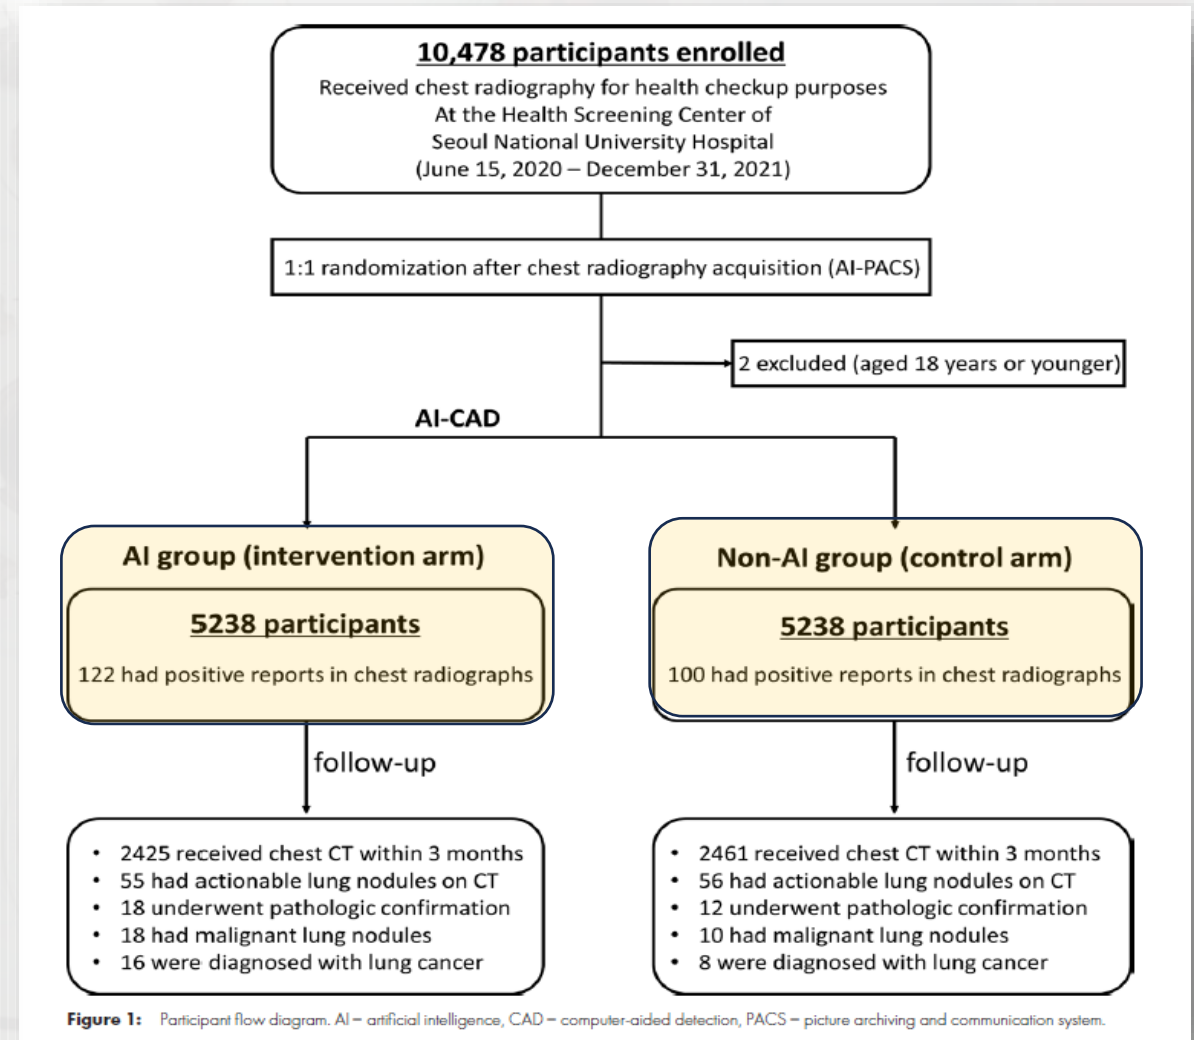 10,478 participants enrolled
Received chest radiography for health checkup purposes
At the Health Screening Center of
Seoul National University Hospital
(June 15, 2020 – December 31, 2021)
1:1 randomization after chest radiography acquisition (AI-PACS)
2 excluded (aged 18 years or younger)
AI-CAD
AI group (intervention arm)
5238 participants
122 had positive reports in chest radiographs
Non-AI group (control arm)
5238 participants
100 had positive reports in chest radiographs
follow-up
follow-up
• 2425 received chest CT within 3 months
• 55 had actionable lung nodules on CT
• 18 underwent pathologic confirmation
• 18 had malignant lung nodules
• 16 were diagnosed with lung cancer
• 2461 received chest CT within 3 months
• 56 had actionable lung nodules on CT
• 12 underwent pathologic confirmation
• 10 had malignant lung nodules
• 8 were diagnosed with lung cancer
Figure 1: Participant flow diagram. AI = artificial intelligence, CAD = computer-aided detection, PACS = picture archiving and communication system.